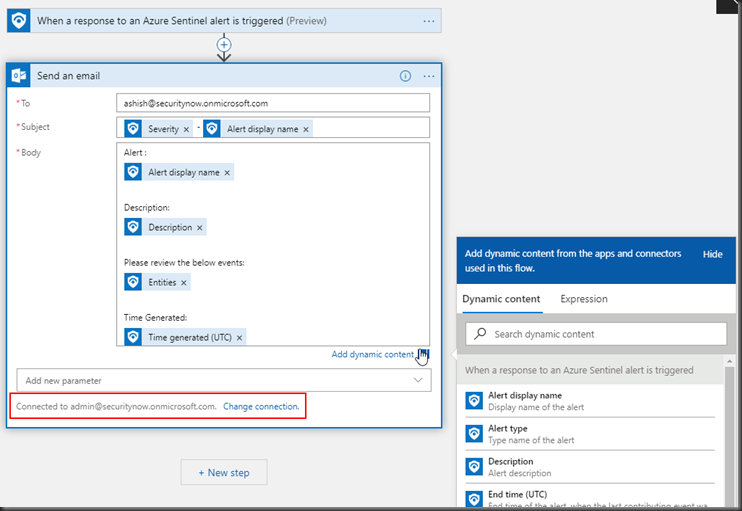 When a response to an Azure Sentinel alert is triggered (Preview)
Send an email
* To
ashish@securitynow.onmicrosoft.com
* Subject
Severity × - Alert display name ×
* Body
Alert :
Alert display name ×
Description:
Description ×
Please review the below events:
Entities ×
Time Generated:
Time generated (UTC) ×
Add dynamic content
Add new parameter
Connected to admin@securitynow.onmicrosoft.com. Change connection.
+ New step
Add dynamic content from the apps and connectors
used in this flow.
Hide
Dynamic content
Expression
Search dynamic content
When a response to an Azure Sentinel alert is triggered
Alert display name
Display name of the alert
Alert type
Type name of the alert
Description
Alert description
End time (UTC)
End time of the alert, when the last contributing event wa